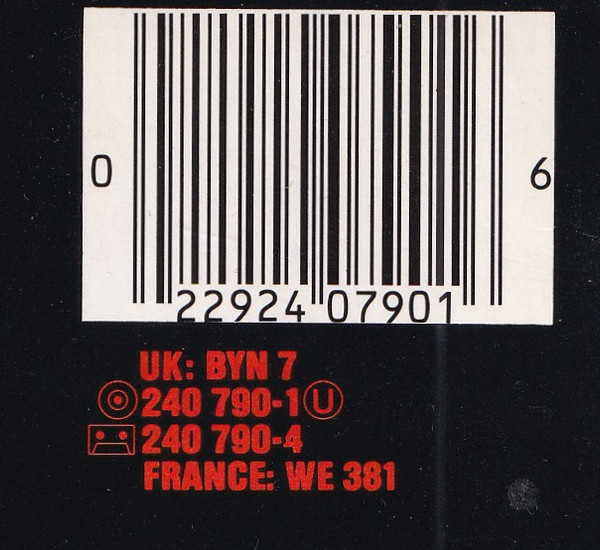 0 22924 07901 6
UK: BYN 7
240 790-1 U
240 790-4
FRANCE: WE 381